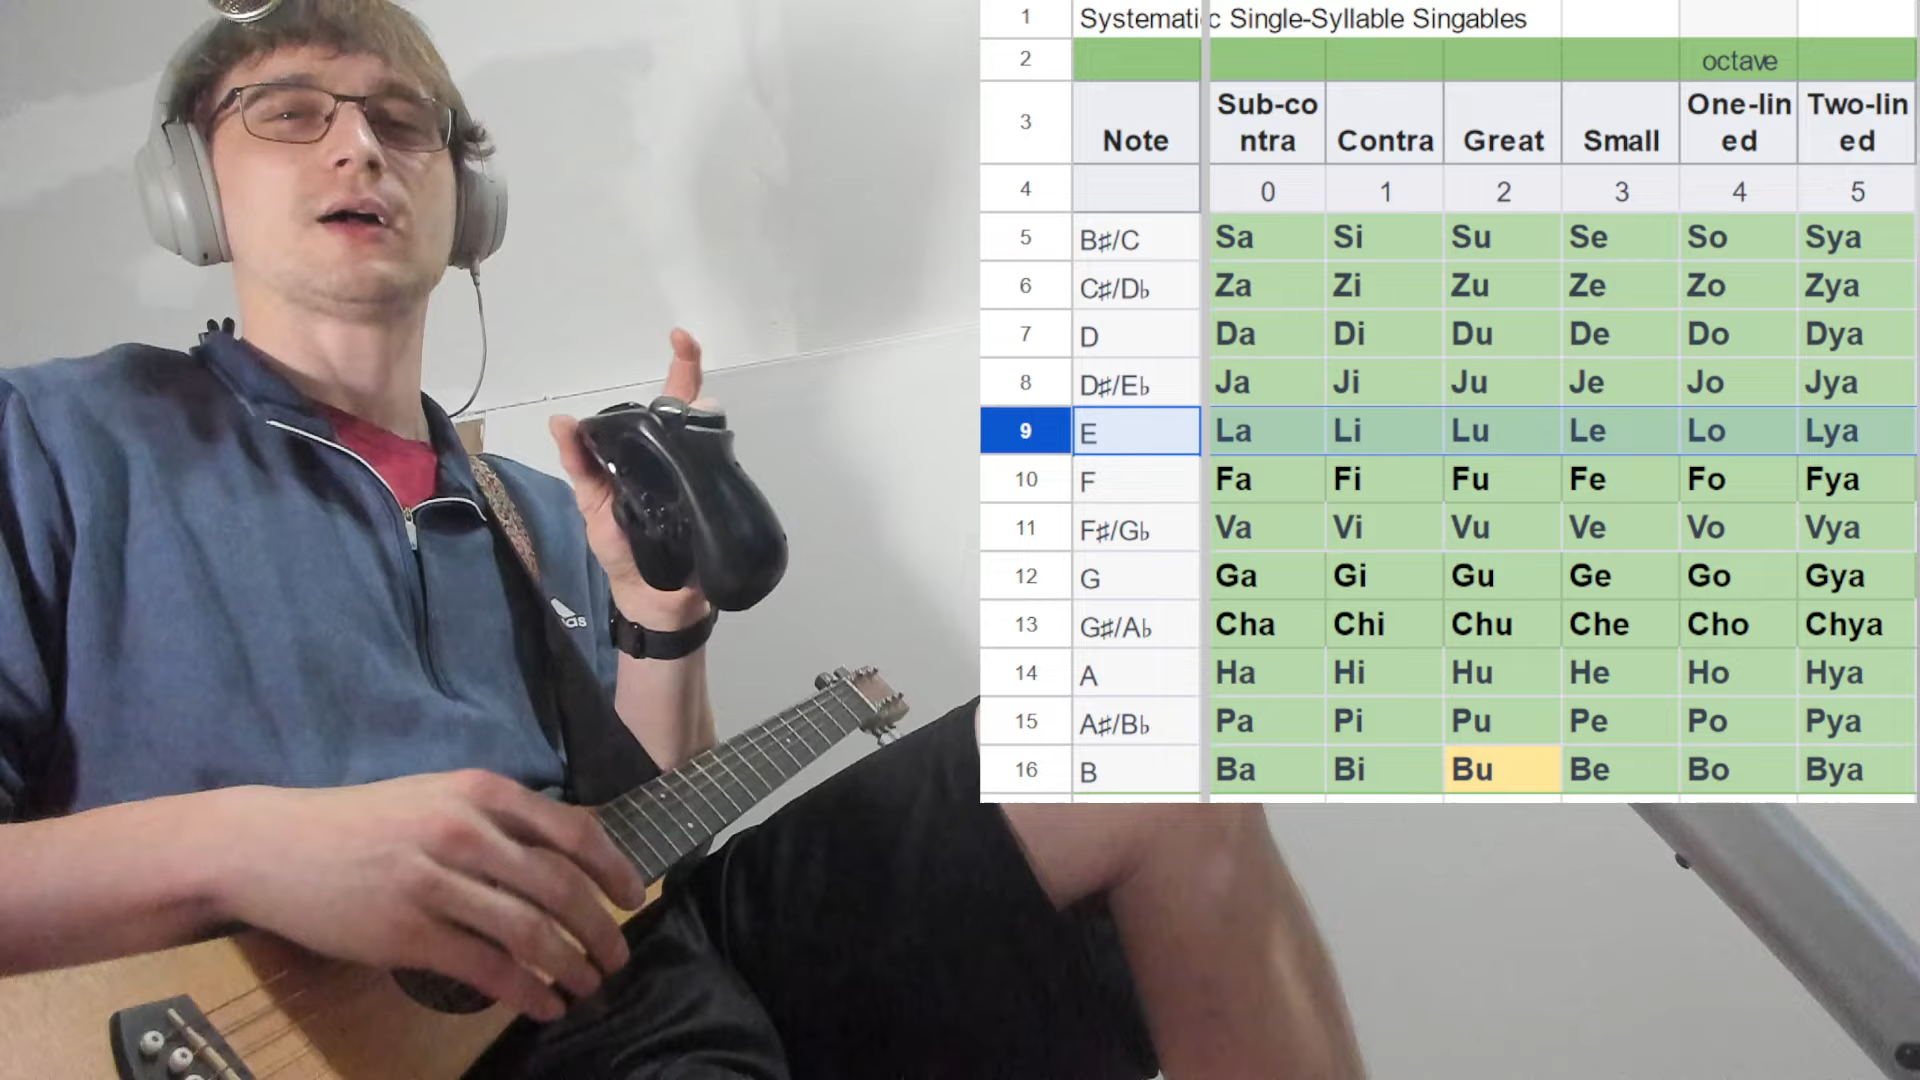 1 Systematic Single-Syllable Singables
2 octave
3 Note Sub-contra Contra Great Small One-lined Two-lined
4 0 1 2 3 4 5
5 B♯/C Sa Si Su Se So Sya
6 C♯/D♭ Za Zi Zu Ze Zo Zya
7 D Da Di Du De Do Dya
8 D♯/E♭ Ja Ji Ju Je Jo Jya
9 E La Li Lu Le Lo Lya
10 F Fa Fi Fu Fe Fo Fya
11 F♯/G♭ Va Vi Vu Ve Vo Vya
12 G Ga Gi Gu Ge Go Gya
13 G♯/A♭ Cha Chi Chu Che Cho Chya
14 A Ha Hi Hu He Ho Hya
15 A♯/B♭ Pa Pi Pu Pe Po Pya
16 B Ba Bi Bu Be Bo Bya